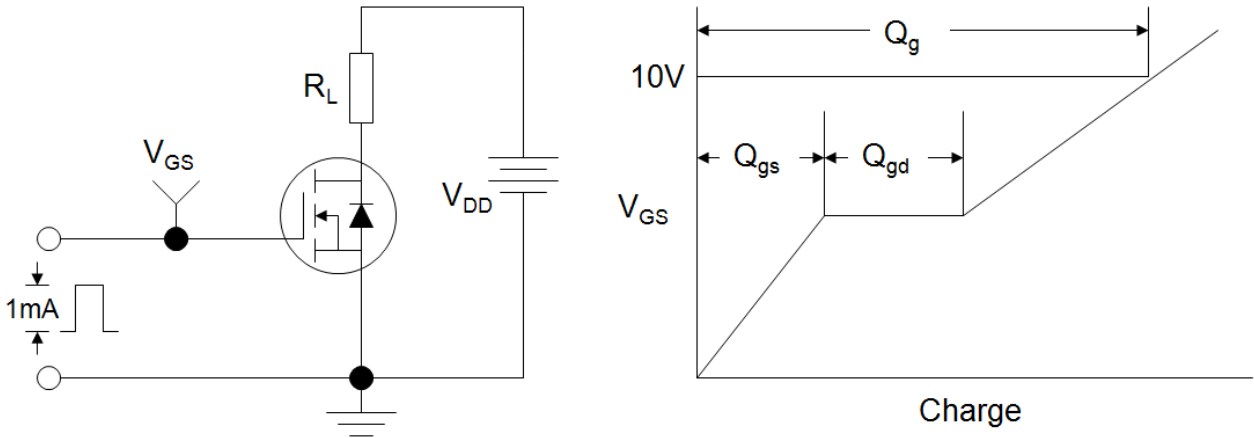 R_L
V_GS
V_DD
1mA
Q_g
10V
Q_gs
Q_gd
V_GS
Charge